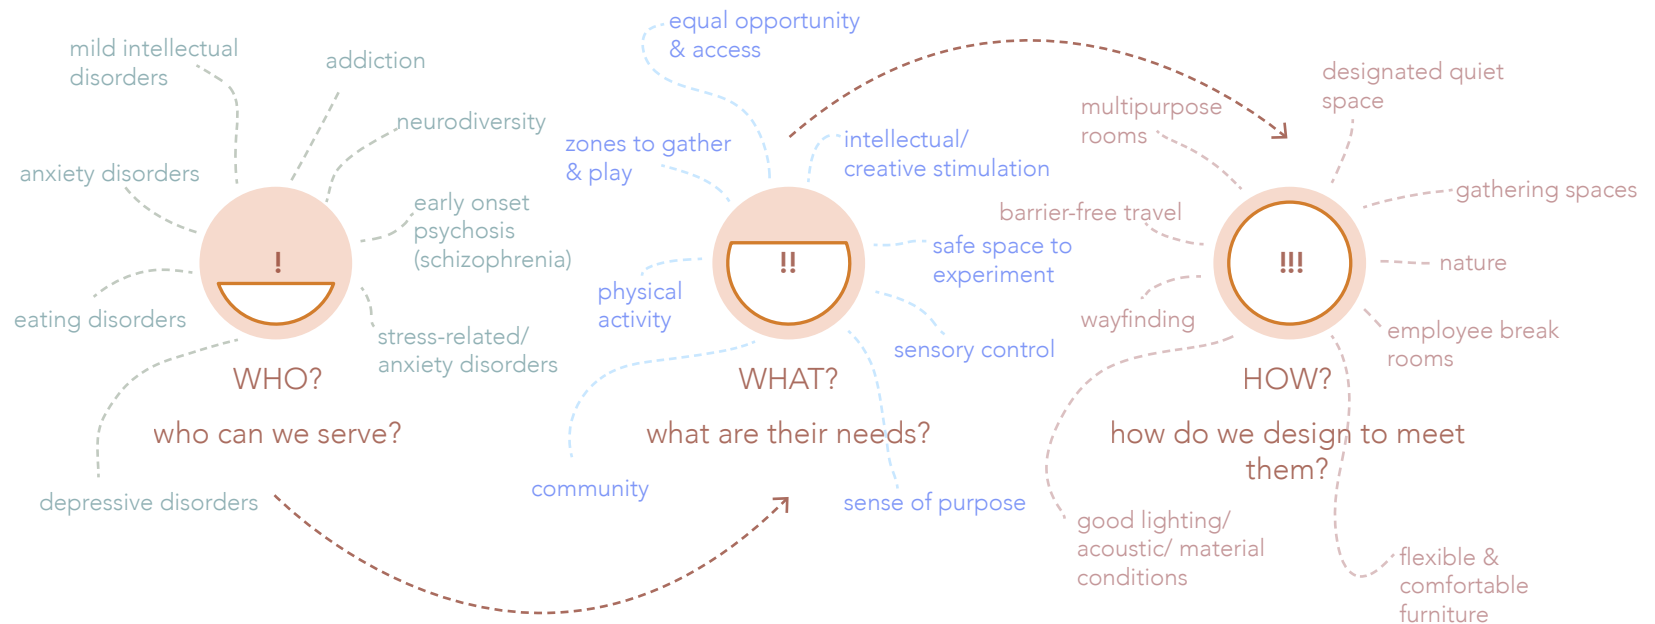 mild intellectual
disorders
addiction
neurodiversity
anxiety disorders
early onset
psychosis
(schizophrenia)
!
eating disorders
stress-related/
anxiety disorders
WHO?
who can we serve?
depressive disorders
equal opportunity
& access
zones to gather
& play
intellectual/
creative stimulation
safe space to
experiment
!!
physical
activity
sensory control
WHAT?
what are their needs?
community
sense of purpose
designated quiet
space
multipurpose
rooms
gathering spaces
barrier-free travel
!!!
nature
wayfinding
employee break
rooms
HOW?
how do we design to meet
them?
good lighting/
acoustic/ material
conditions
flexible &
comfortable
furniture